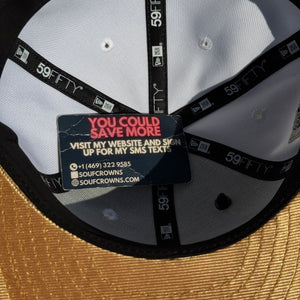 59FIFTY
59FIFTY
YOU COULD
SAVE MORE
VISIT MY WEBSITE AND SIGN
UP FOR MY SMS TEXTS
+1 (469) 322 9585
SOUFCROWNS
SOUFCROWNS.COM
59FIFTY
59FIFTY